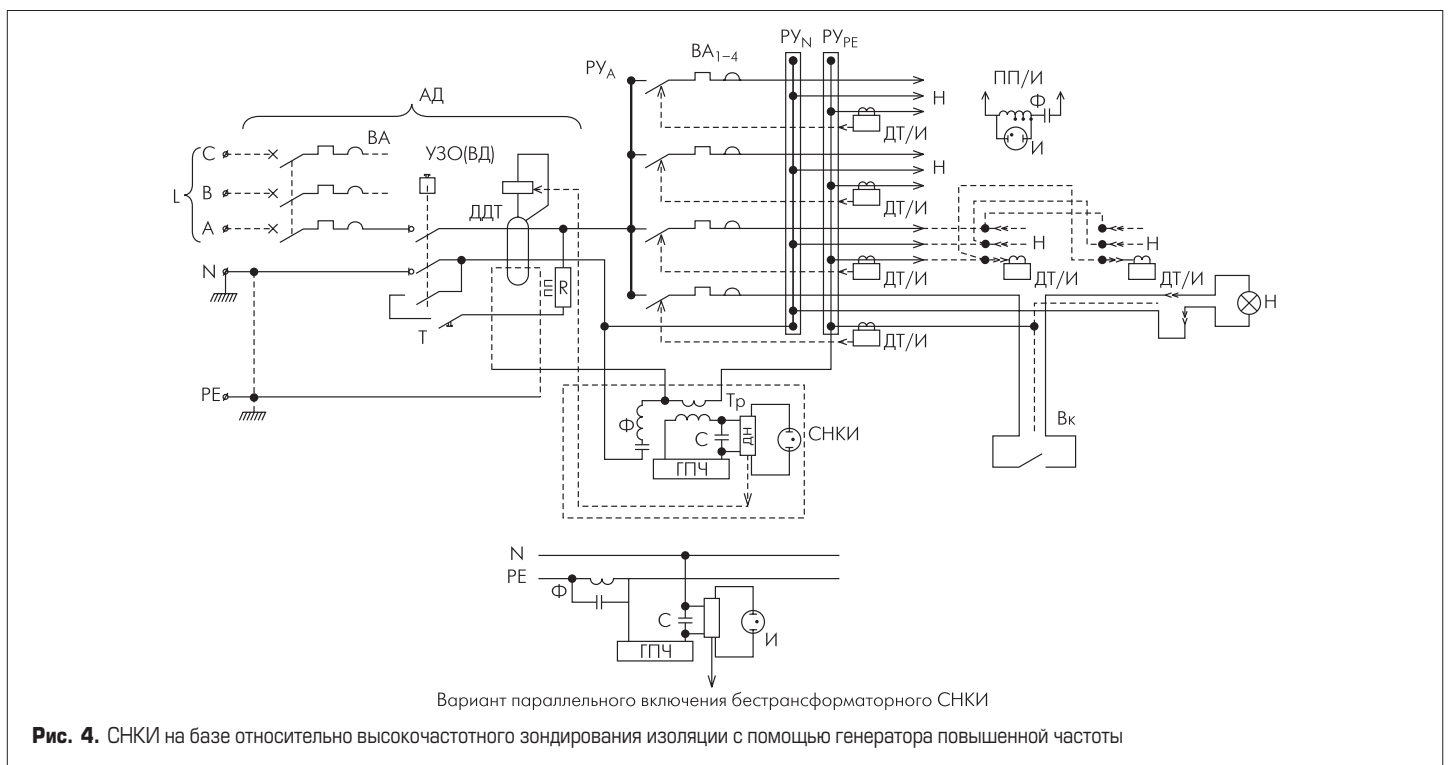 АД
ВА
УЗО(ВД)
ДДТ
L
C
B
A
N
PE
Т
ПП
R
РУA
ВА1–4
РУN
РУPE
Н
ДТ/И
Н
ДТ/И
ДТ/И
ДТ/И
ПП/И
Ф
И
Н
ДТ/И
Н
ДТ/И
Н
Вк
Тр
Ф
С
ДН
СНКИ
ГПЧ
N
PE
Ф
С
И
ГПЧ
Вариант параллельного включения бестрансформаторного СНКИ
Рис. 4. СНКИ на базе относительно высокочастотного зондирования изоляции с помощью генератора повышенной частоты